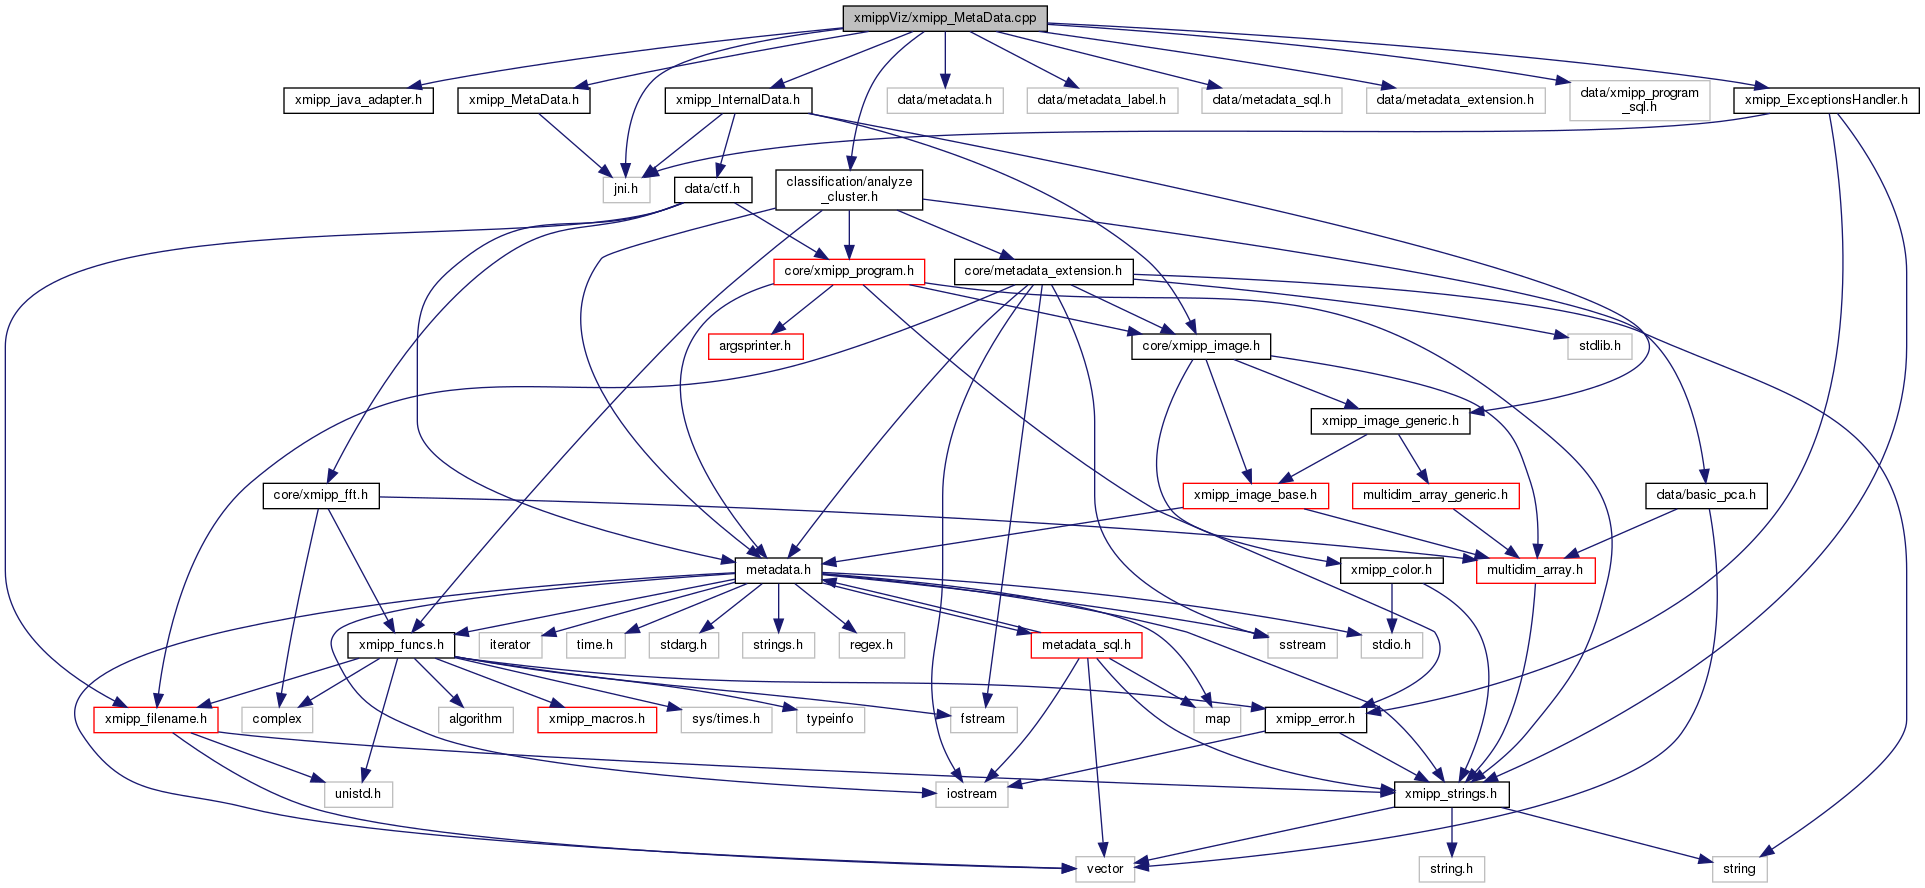 xmippViz/xmipp_MetaData.cpp
xmipp_java_adapter.h
xmipp_MetaData.h
xmipp_InternalData.h
data/metadata.h
data/metadata_label.h
data/metadata_sql.h
data/metadata_extension.h
data/xmipp_program
_sql.h
xmipp_ExceptionsHandler.h
jni.h
data/ctf.h
classification/analyze
_cluster.h
core/xmipp_program.h
core/metadata_extension.h
argsprinter.h
core/xmipp_image.h
stdlib.h
xmipp_image_generic.h
core/xmipp_fft.h
xmipp_image_base.h
multidim_array_generic.h
data/basic_pca.h
metadata.h
xmipp_color.h
multidim_array.h
xmipp_funcs.h
iterator
time.h
stdarg.h
strings.h
regex.h
metadata_sql.h
sstream
stdio.h
xmipp_filename.h
complex
algorithm
xmipp_macros.h
sys/times.h
typeinfo
fstream
map
xmipp_error.h
unistd.h
iostream
xmipp_strings.h
vector
string.h
string